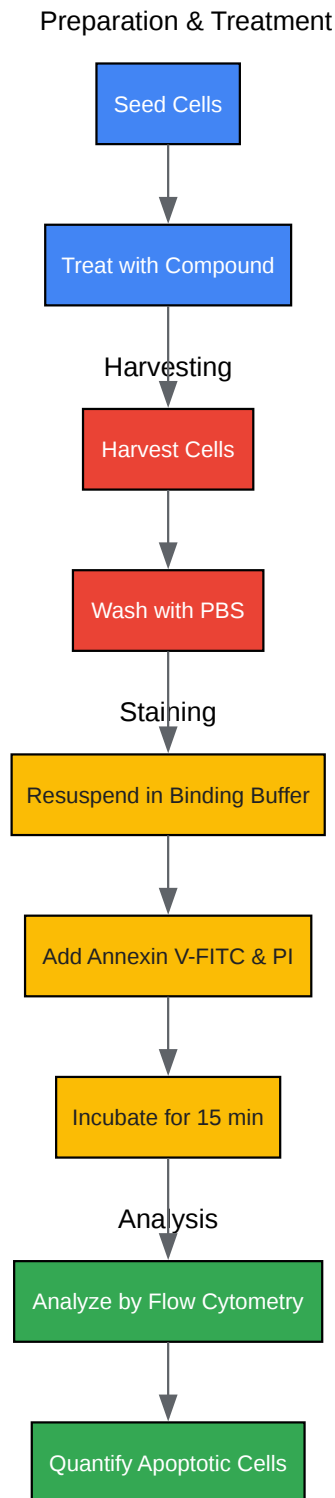 Preparation & Treatment
Seed Cells
Treat with Compound
Harvesting
Harvest Cells
Wash with PBS
Staining
Resuspend in Binding Buffer
Add Annexin V-FITC & PI
Incubate for 15 min
Analysis
Analyze by Flow Cytometry
Quantify Apoptotic Cells